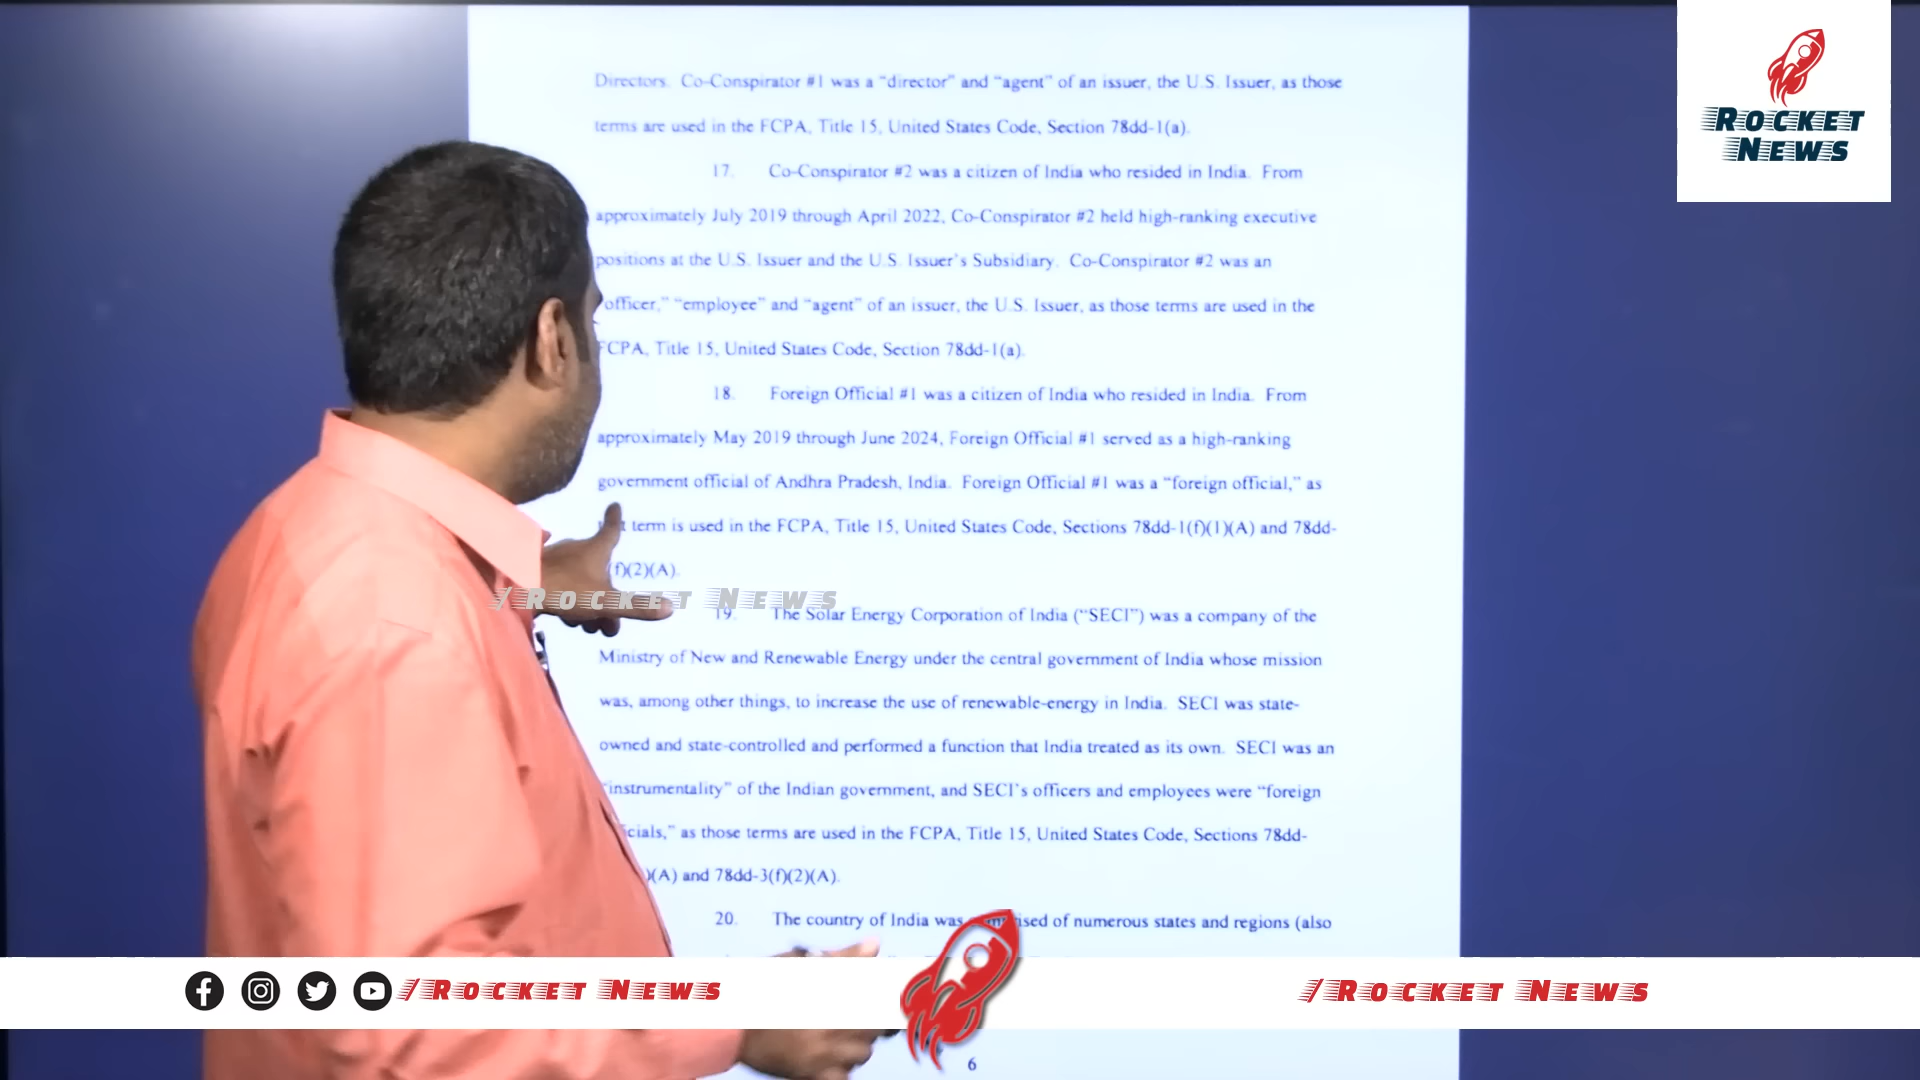 Directors. Co-Conspirator #1 was a “director” and “agent” of an issuer, the U.S. Issuer, as those
terms are used in the FCPA, Title 15, United States Code, Section 78dd-1(a).
17. Co-Conspirator #2 was a citizen of India who resided in India. From
approximately July 2019 through April 2022, Co-Conspirator #2 held high-ranking executive
positions at the U.S. Issuer and the U.S. Issuer’s Subsidiary. Co-Conspirator #2 was an
officer,” “employee” and “agent” of an issuer, the U.S. Issuer, as those terms are used in the
FCPA, Title 15, United States Code, Section 78dd-1(a).
18. Foreign Official #1 was a citizen of India who resided in India. From
approximately May 2019 through June 2024, Foreign Official #1 served as a high-ranking
government official of Andhra Pradesh, India. Foreign Official #1 was a “foreign official,” as
term is used in the FCPA, Title 15, United States Code, Sections 78dd-1(f)(1)(A) and 78dd-
(f)(2)(A).
/Rocket News
19. The Solar Energy Corporation of India (“SECI”) was a company of the
Ministry of New and Renewable Energy under the central government of India whose mission
was, among other things, to increase the use of renewable-energy in India. SECI was state-
owned and state-controlled and performed a function that India treated as its own. SECI was an
“instrumentality” of the Indian government, and SECI’s officers and employees were “foreign
icials,” as those terms are used in the FCPA, Title 15, United States Code, Sections 78dd-
)(A) and 78dd-3(f)(2)(A).
20. The country of India was of numerous states and regions (also
6
Rocket
News
/Rocket News
/Rocket News